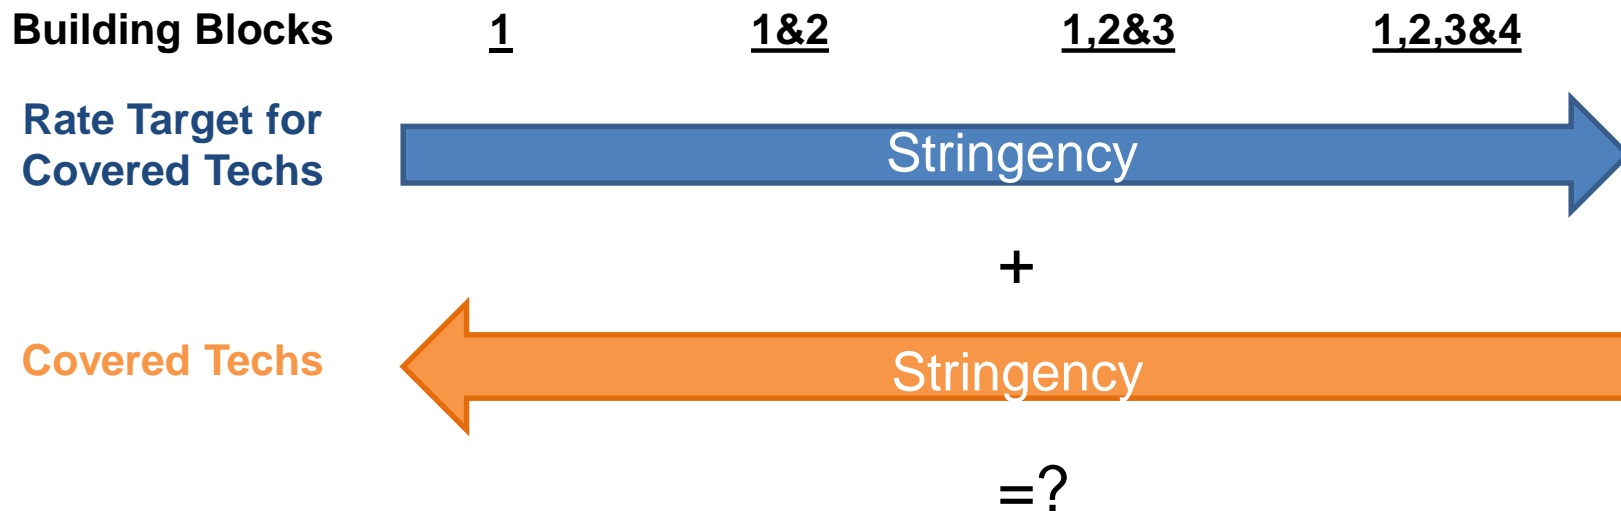 Building Blocks 1 1&2 1,2&3 1,2,3&4
Rate Target for
Covered Techs
Stringency
+
Covered Techs
Stringency
=?